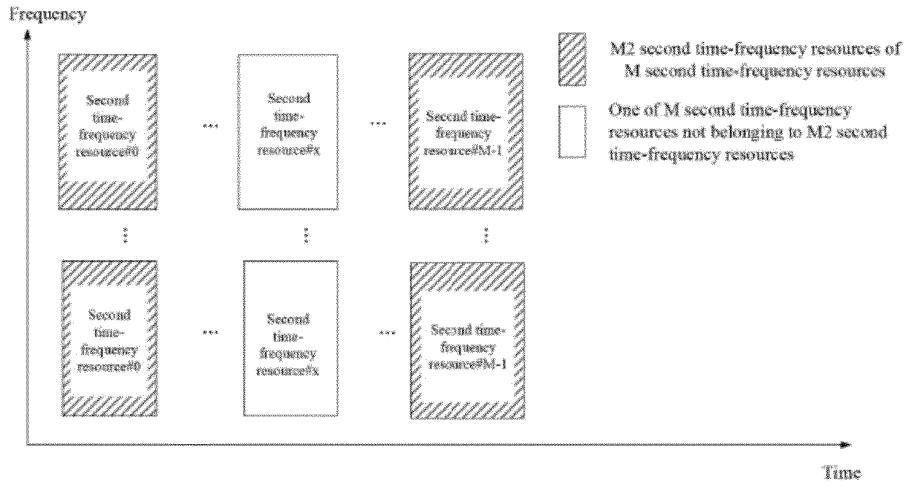 Frequency
M2 second time-frequency resources of
M second time-frequency resources
One of M second time-frequency
resources not belonging to M2 second
time-frequency resources
Second
time-
frequency
resource#0
...
Second
time-
frequency
resource#x
...
Second time-
frequency
resource#M-1
...
...
...
Second
time-
frequency
resource#0
...
Second
time-
frequency
resource#x
...
Second time-
frequency
resource#M-1
Time